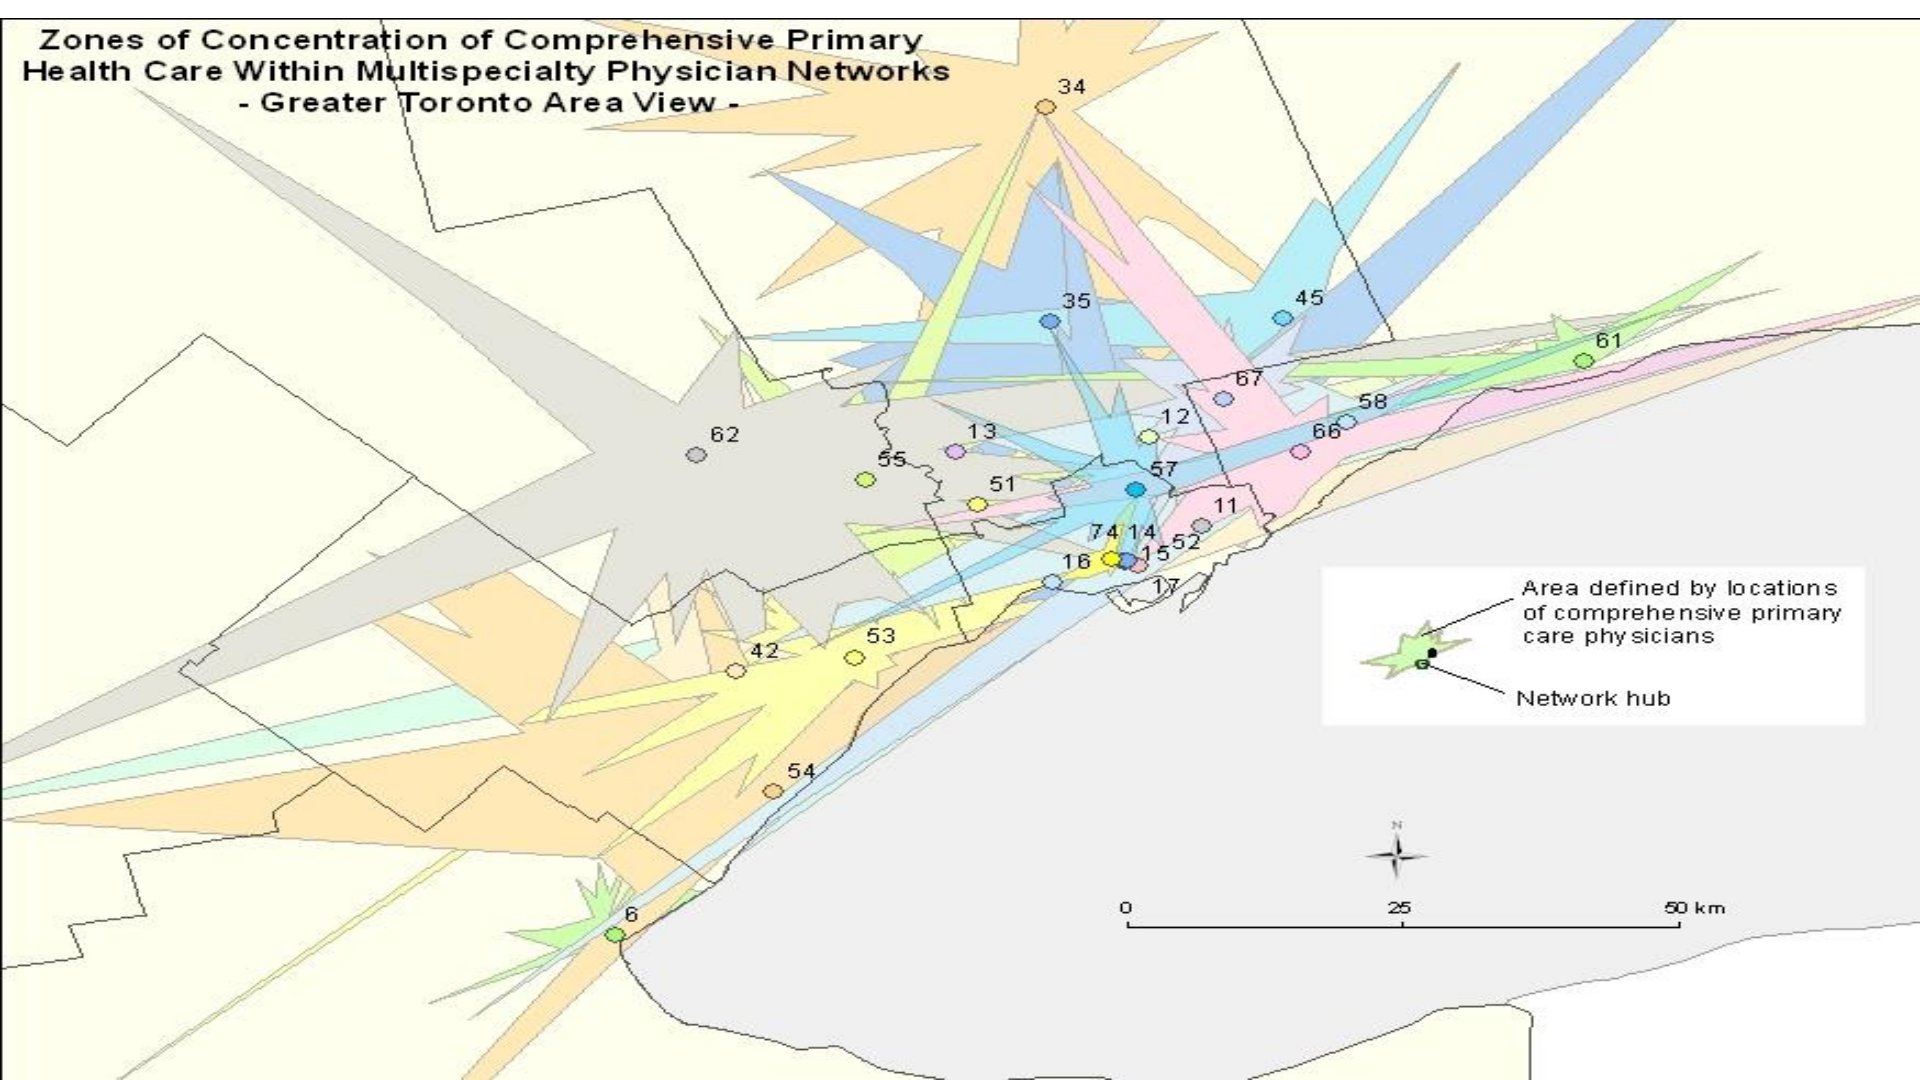 Zones of Concentration of Comprehensive Primary
Health Care Within Multispecialty Physician Networks
- Greater Toronto Area View -
34
35
45
61
67
58
12
66
62
13
55
57
51
11
74
14
52
15
16
17
53
42
Area defined by locations
of comprehensive primary
care physicians
Network hub
54
N
0
25
50 km
6